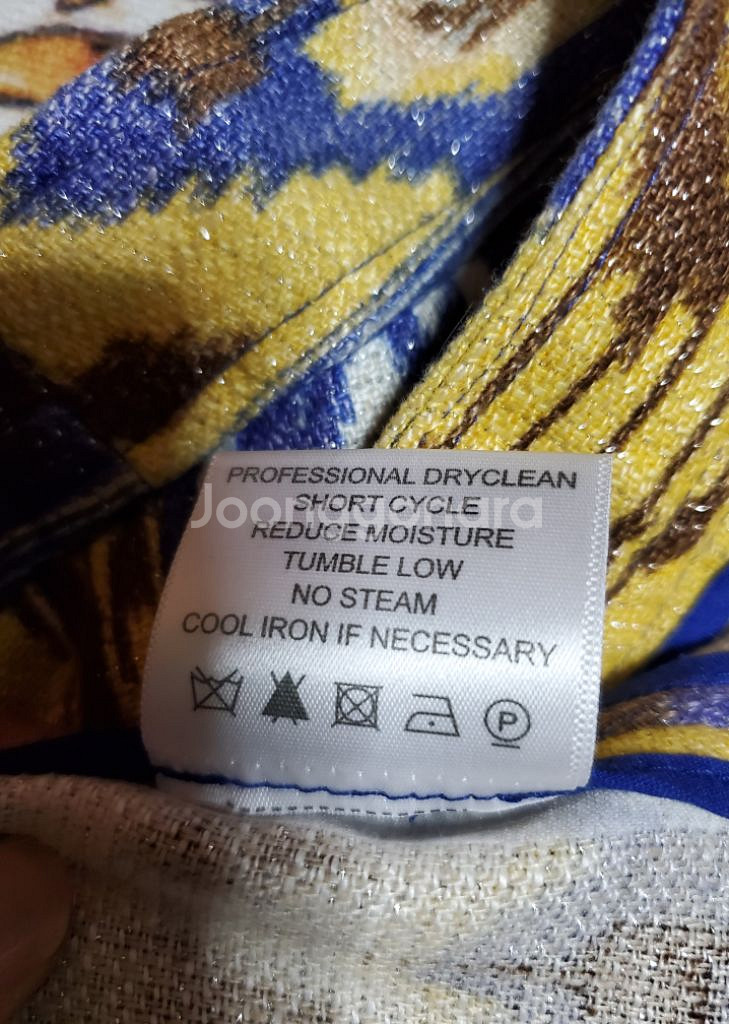 PROFESSIONAL DRYCLEAN
SHORT CYCLE
REDUCE MOISTURE
TUMBLE LOW
NO STEAM
COOL IRON IF NECESSARY
P